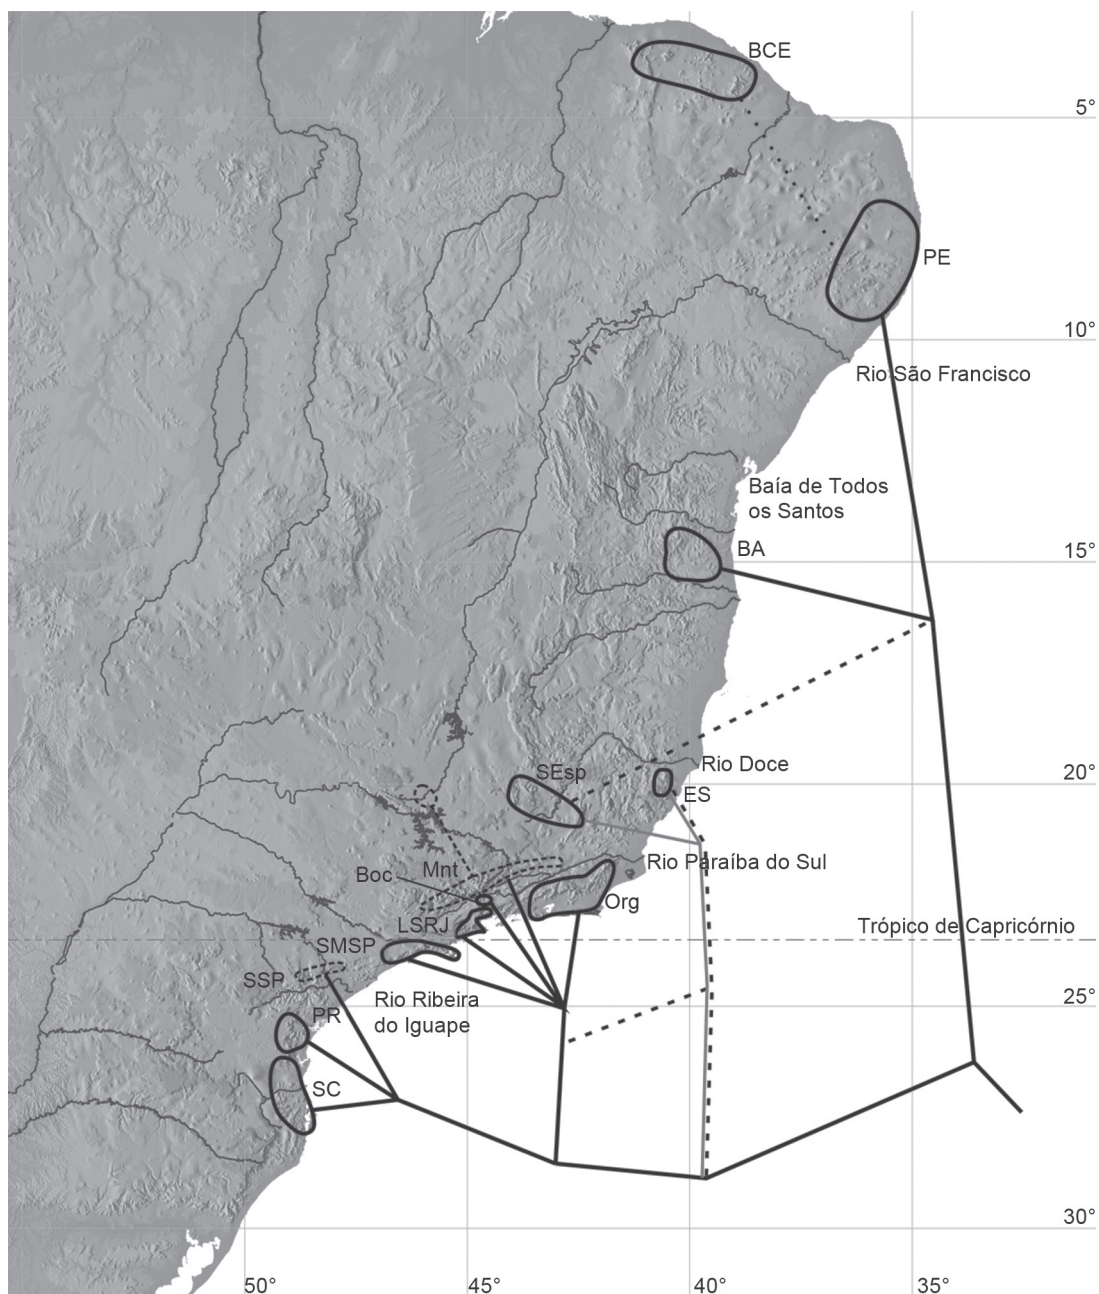 BCE
5°
PE
10°
Rio São Francisco
Baía de Todos
os Santos
BA
15°
SEsp
Rio Doce
20°
ES
Rio Paraíba do Sul
Mnt
Boc
Org
LSRJ
Trópico de Capricórnio
SMSP
SSP
Rio Ribeira
do Iguape
25°
PR
SC
30°
50°
45°
40°
35°